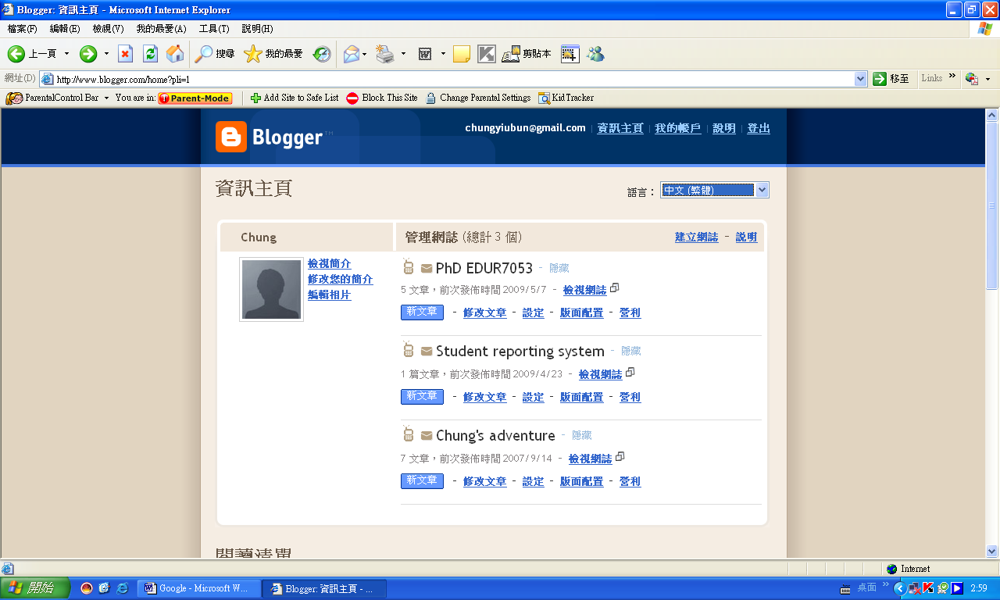 Blogger: 資訊主頁 - Microsoft Internet Explorer
檔案(F) 編輯(E) 檢視(V) 我的最愛(A) 工具(T) 說明(H)
上一頁 搜尋 我的最愛 剪貼本
網址(D) http://www.blogger.com/home?pli=1 移至 Links »
ParentalControl Bar You are in: Parent-Mode Add Site to Safe List Block This Site Change Parental Settings Kid Tracker
Blogger™ chungyiubun@gmail.com | 資訊主頁 | 我的帳戶 | 說明 | 登出
資訊主頁 語言： 中文 (繁體)
Chung 管理網誌 (總計 3 個) 建立網誌 - 說明
檢視簡介
修改您的簡介
編輯相片
PhD EDUR7053 - 隱藏
5 文章，前次發佈時間 2009/5/7 - 檢視網誌
新文章 - 修改文章 - 設定 - 版面配置 - 營利
Student reporting system - 隱藏
1 篇文章，前次發佈時間 2009/4/23 - 檢視網誌
新文章 - 修改文章 - 設定 - 版面配置 - 營利
Chung's adventure - 隱藏
7 文章，前次發佈時間 2007/9/14 - 檢視網誌
新文章 - 修改文章 - 設定 - 版面配置 - 營利
閱讀清單
Internet
開始 Google - Microsoft W... Blogger: 資訊主頁 - ... 桌面 » 2:59